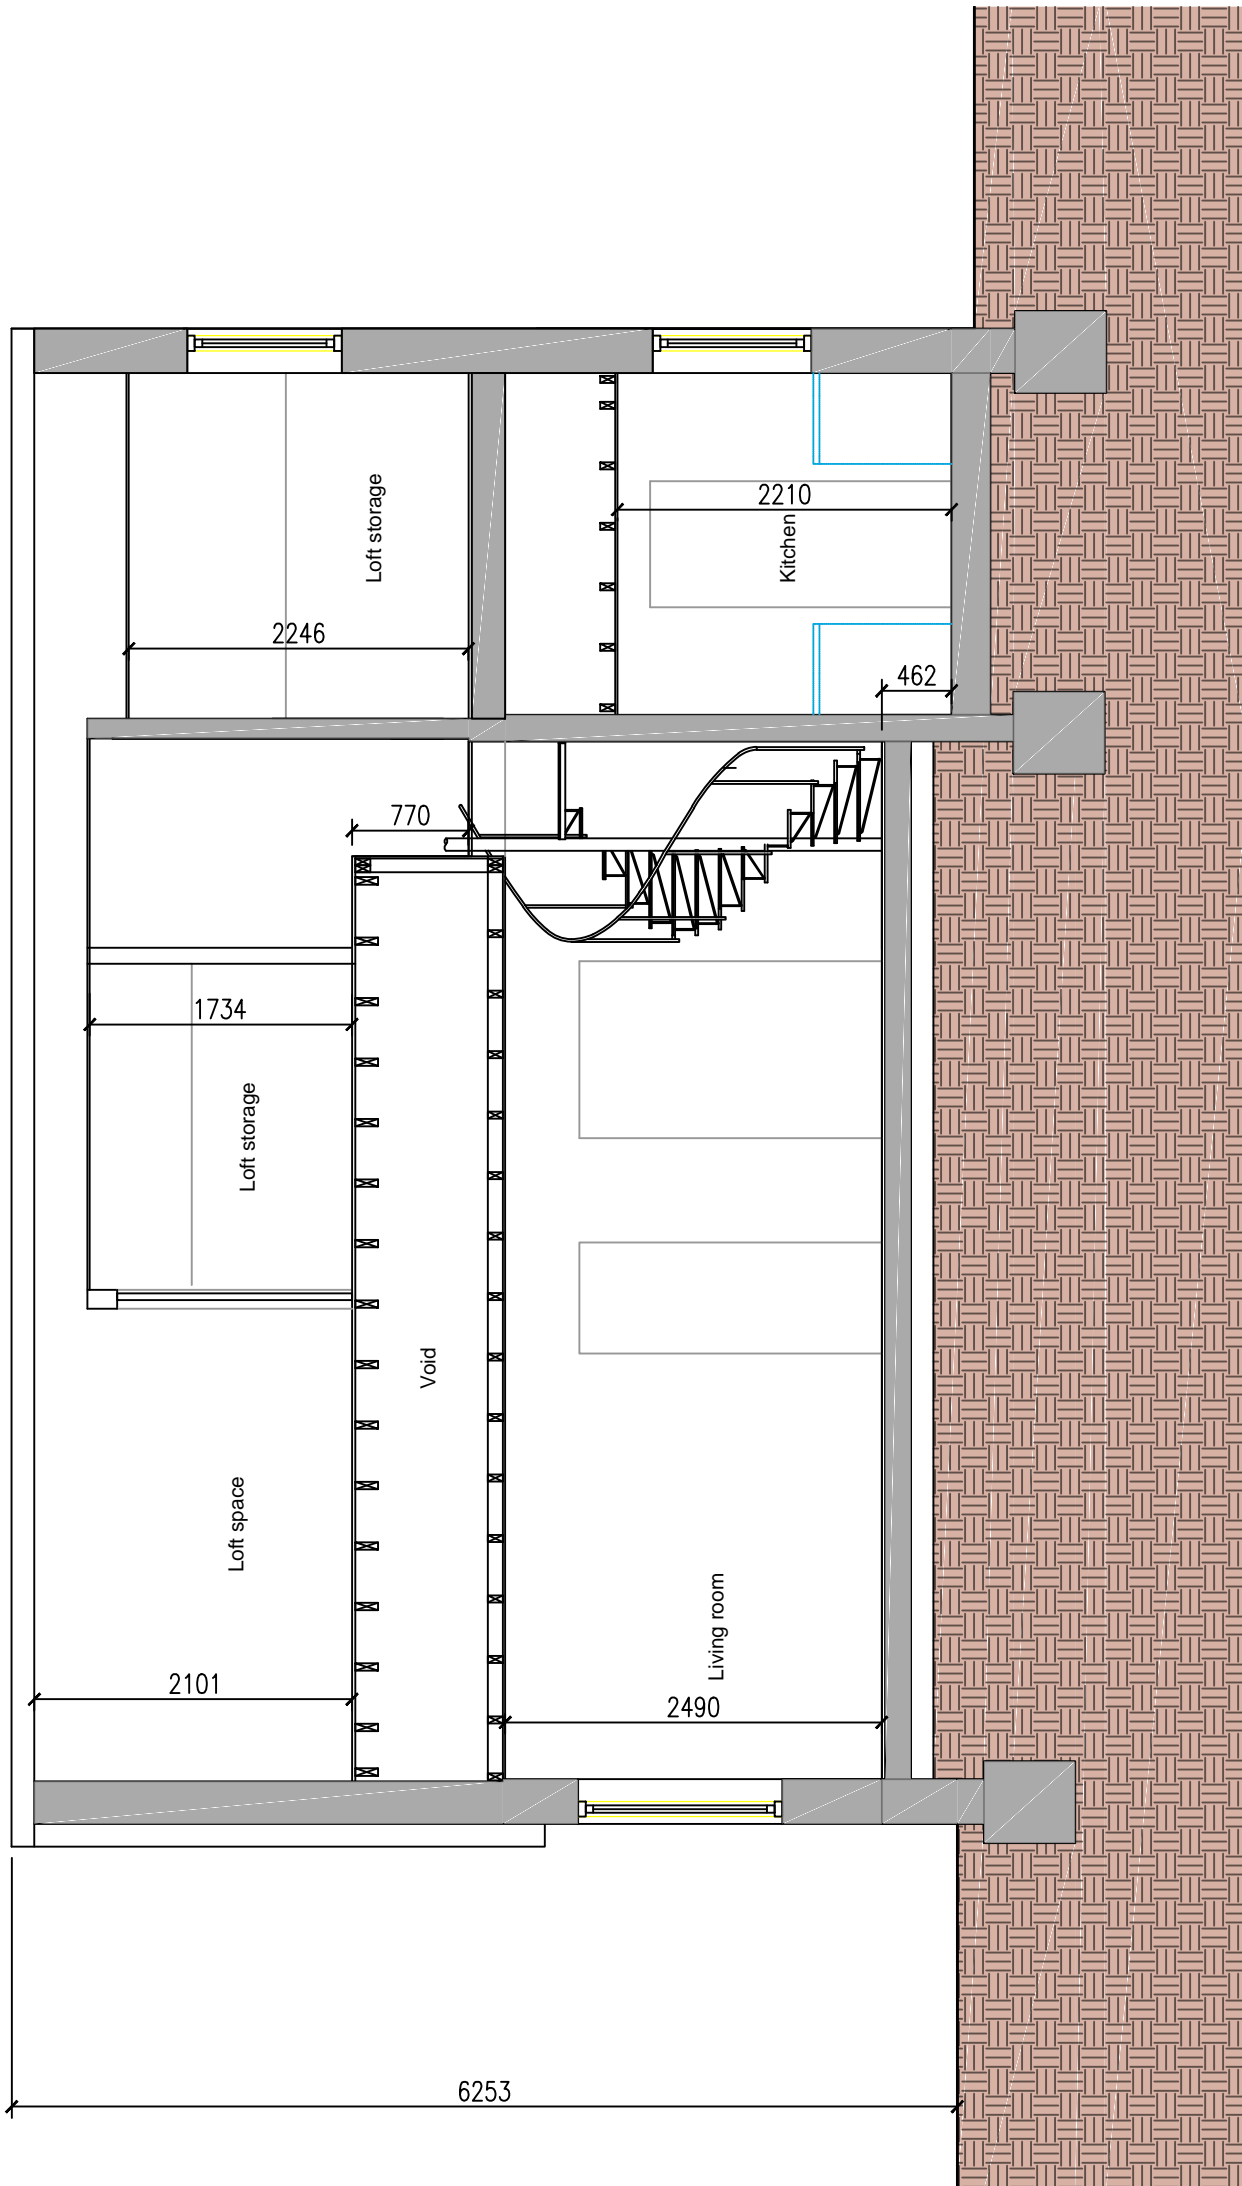 Loft storage
2210
Kitchen
2246
462
770
1734
Loft storage
Void
Loft space
Living room
2101
2490
6253